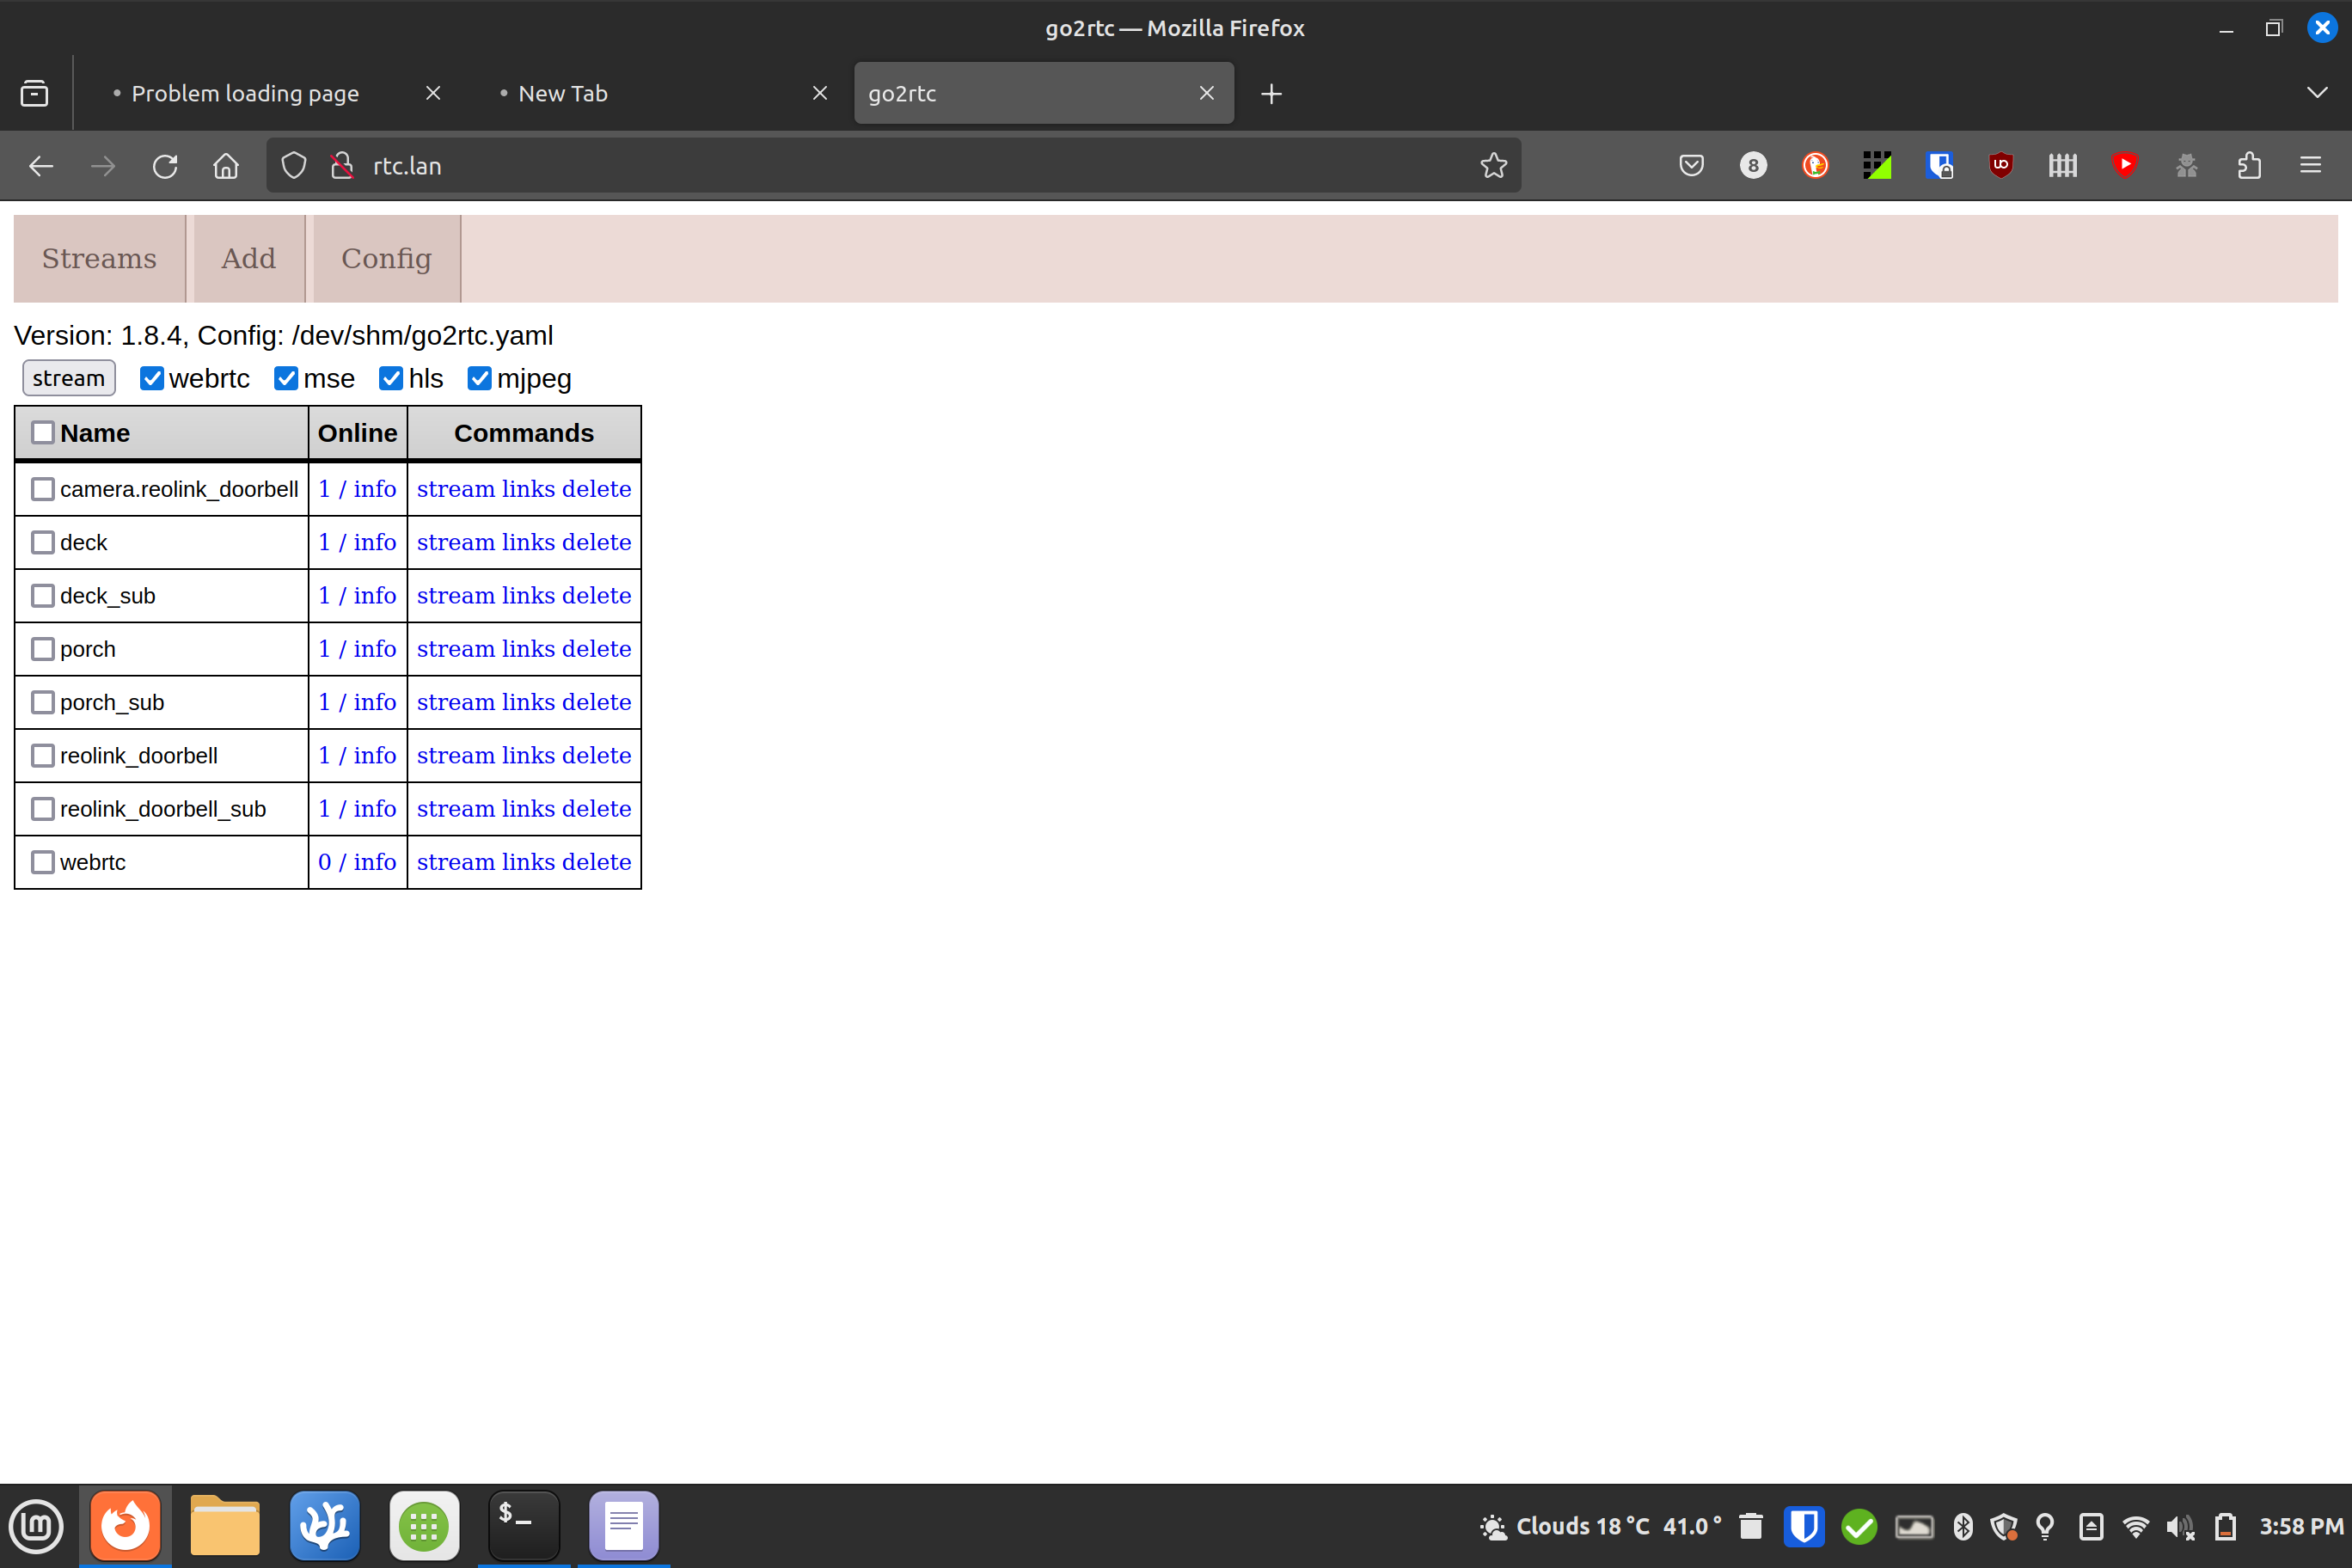 go2rtc — Mozilla Firefox
Problem loading page
New Tab
go2rtc
rtc.lan
8
Streams Add Config
Version: 1.8.4, Config: /dev/shm/go2rtc.yaml
stream webrtc mse hls mjpeg
Name Online Commands
camera.reolink_doorbell 1 / info stream links delete
deck 1 / info stream links delete
deck_sub 1 / info stream links delete
porch 1 / info stream links delete
porch_sub 1 / info stream links delete
reolink_doorbell 1 / info stream links delete
reolink_doorbell_sub 1 / info stream links delete
webrtc 0 / info stream links delete
$_
Clouds 18 °C 41.0 ° 3:58 PM